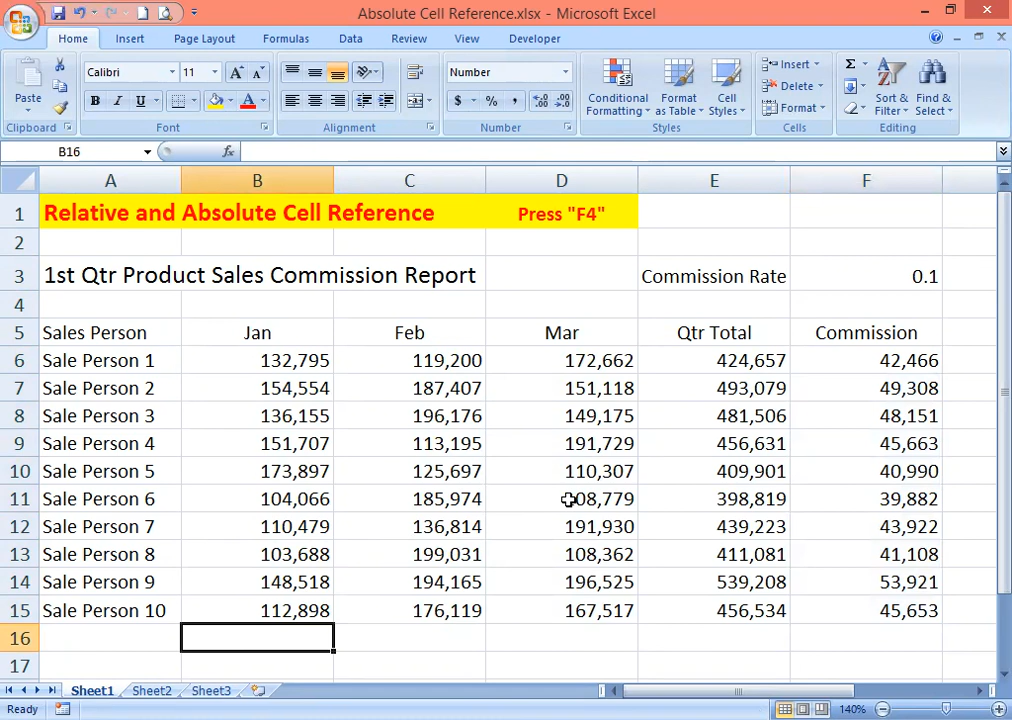 Absolute Cell Reference.xlsx - Microsoft Excel
Home Insert Page Layout Formulas Data Review View Developer
Paste
Calibri 11
B I U
Number
$ % ,
Conditional Formatting
Format as Table
Cell Styles
Insert
Delete
Format
Σ
Sort & Filter
Find & Select
Clipboard Font Alignment Number Styles Cells Editing
B16 fx
A B C D E F
1 Relative and Absolute Cell Reference Press "F4"
2
3 1st Qtr Product Sales Commission Report Commission Rate 0.1
4
5 Sales Person Jan Feb Mar Qtr Total Commission
6 Sale Person 1 132,795 119,200 172,662 424,657 42,466
7 Sale Person 2 154,554 187,407 151,118 493,079 49,308
8 Sale Person 3 136,155 196,176 149,175 481,506 48,151
9 Sale Person 4 151,707 113,195 191,729 456,631 45,663
10 Sale Person 5 173,897 125,697 110,307 409,901 40,990
11 Sale Person 6 104,066 185,974 108,779 398,819 39,882
12 Sale Person 7 110,479 136,814 191,930 439,223 43,922
13 Sale Person 8 103,688 199,031 108,362 411,081 41,108
14 Sale Person 9 148,518 194,165 196,525 539,208 53,921
15 Sale Person 10 112,898 176,119 167,517 456,534 45,653
16
17
Sheet1 Sheet2 Sheet3
Ready 140%